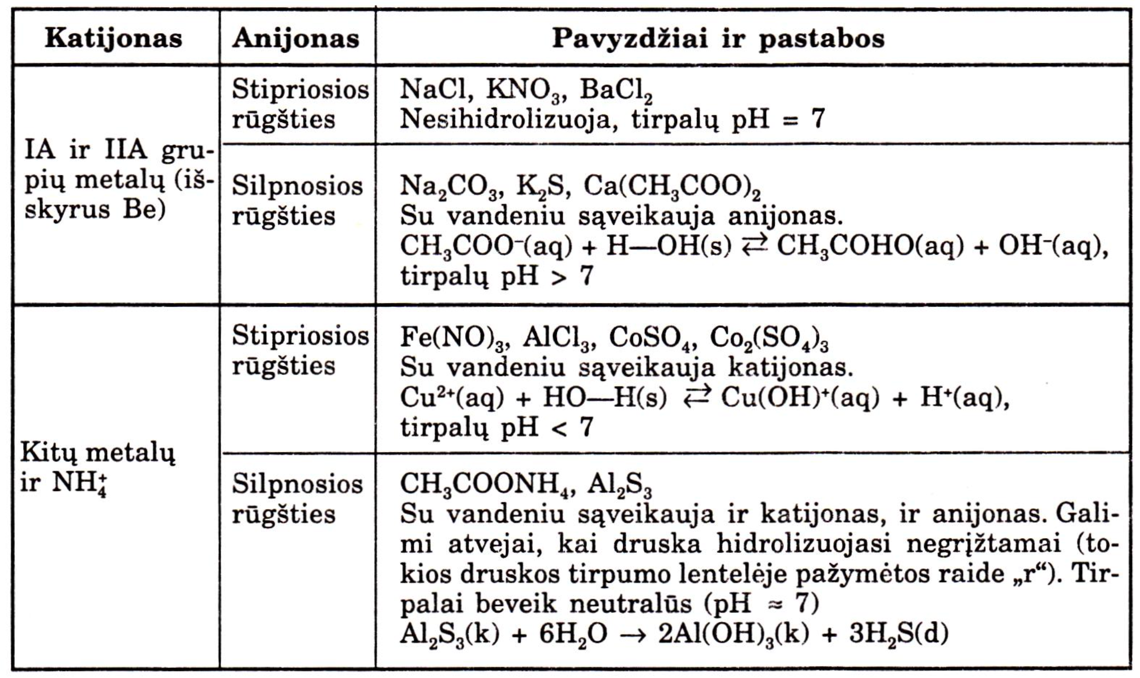 Katijonas
Anijonas
Pavyzdžiai ir pastabos
IA ir IIA gru-
pių metalų (iš-
skyrus Be)
Stipriosios
rūgšties
NaCl, KNO₃, BaCl₂
Nesihidrolizuoja, tirpalų pH = 7
Silpnosios
rūgšties
Na₂CO₃, K₂S, Ca(CH₃COO)₂
Su vandeniu sąveikauja anijonas.
CH₃COO⁻(aq) + H—OH(s) ⇄ CH₃COHO(aq) + OH⁻(aq),
tirpalų pH > 7
Kitų metalų
ir NH₄⁺
Stipriosios
rūgšties
Fe(NO)₃, AlCl₃, CoSO₄, Co₂(SO₄)₃
Su vandeniu sąveikauja katijonas.
Cu²⁺(aq) + HO—H(s) ⇄ Cu(OH)⁺(aq) + H⁺(aq),
tirpalų pH < 7
Silpnosios
rūgšties
CH₃COONH₄, Al₂S₃
Su vandeniu sąveikauja ir katijonas, ir anijonas. Gali-
mi atvejai, kai druska hidrolizuojasi negrįžtamai (to-
kios druskos tirpumo lentelėje pažymėtos raide „r“). Tir-
palai beveik neutralūs (pH ≈ 7)
Al₂S₃(k) + 6H₂O → 2Al(OH)₃(k) + 3H₂S(d)